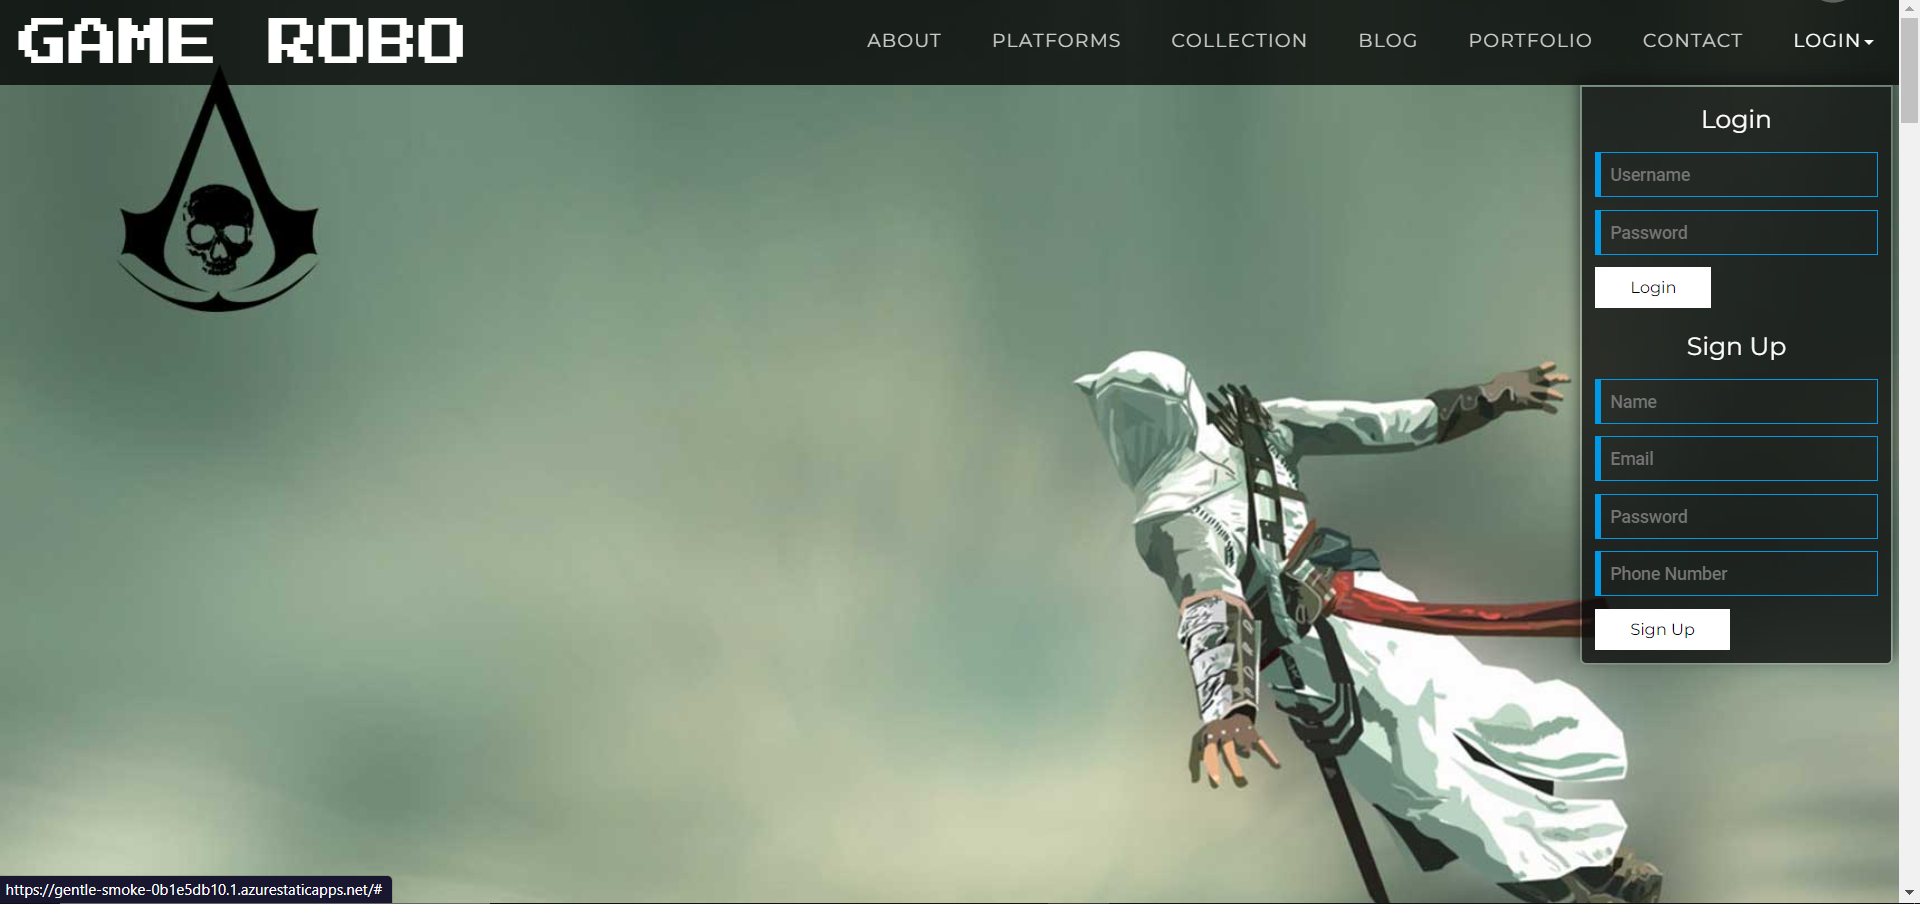 GAME ROBO
ABOUT PLATFORMS COLLECTION BLOG PORTFOLIO CONTACT LOGIN
Login
Username
Password
Login
Sign Up
Name
Email
Password
Phone Number
Sign Up
https://gentle-smoke-0b1e5db10.1.azurestaticapps.net/#